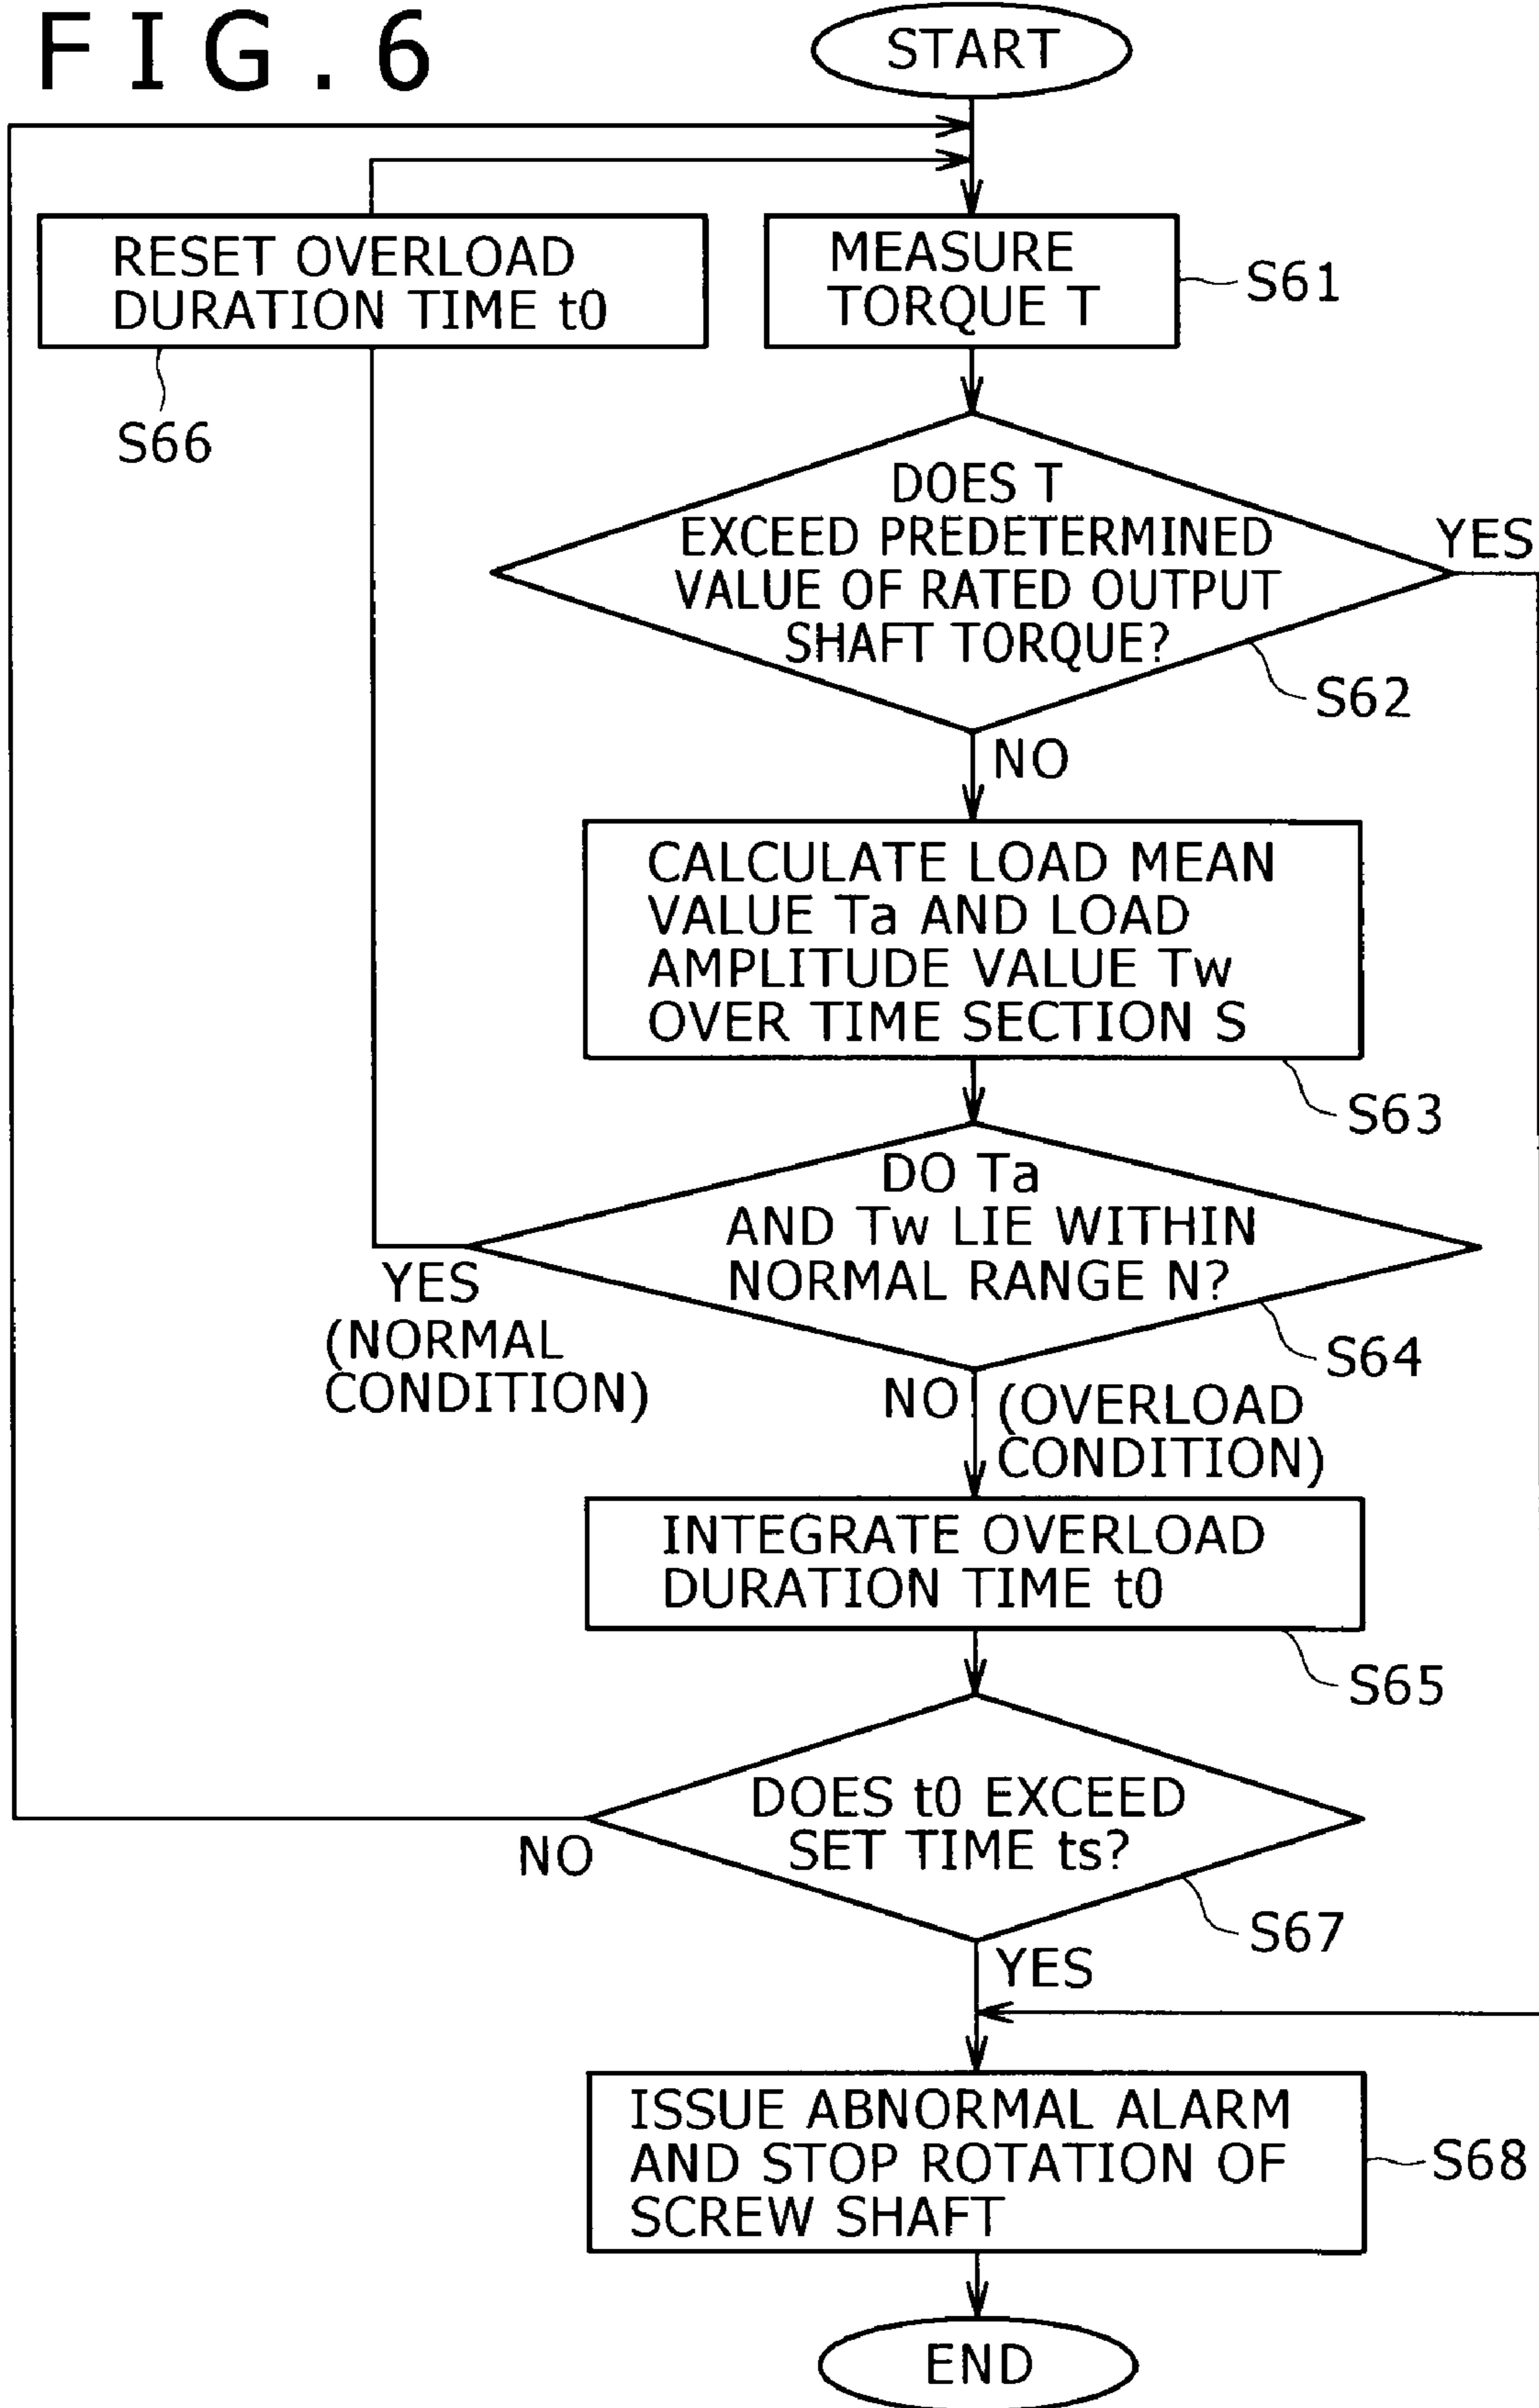 FIG.6
START
RESET OVERLOAD
DURATION TIME t0
S66
MEASURE
TORQUE T
S61
DOES T
EXCEED PREDETERMINED
VALUE OF RATED OUTPUT
SHAFT TORQUE?
YES
S62
NO
CALCULATE LOAD MEAN
VALUE Ta AND LOAD
AMPLITUDE VALUE Tw
OVER TIME SECTION S
S63
DO Ta
AND Tw LIE WITHIN
NORMAL RANGE N?
S64
YES
(NORMAL
CONDITION)
NO
(OVERLOAD
CONDITION)
INTEGRATE OVERLOAD
DURATION TIME t0
S65
DOES t0 EXCEED
SET TIME ts?
NO
S67
YES
ISSUE ABNORMAL ALARM
AND STOP ROTATION OF
SCREW SHAFT
S68
END